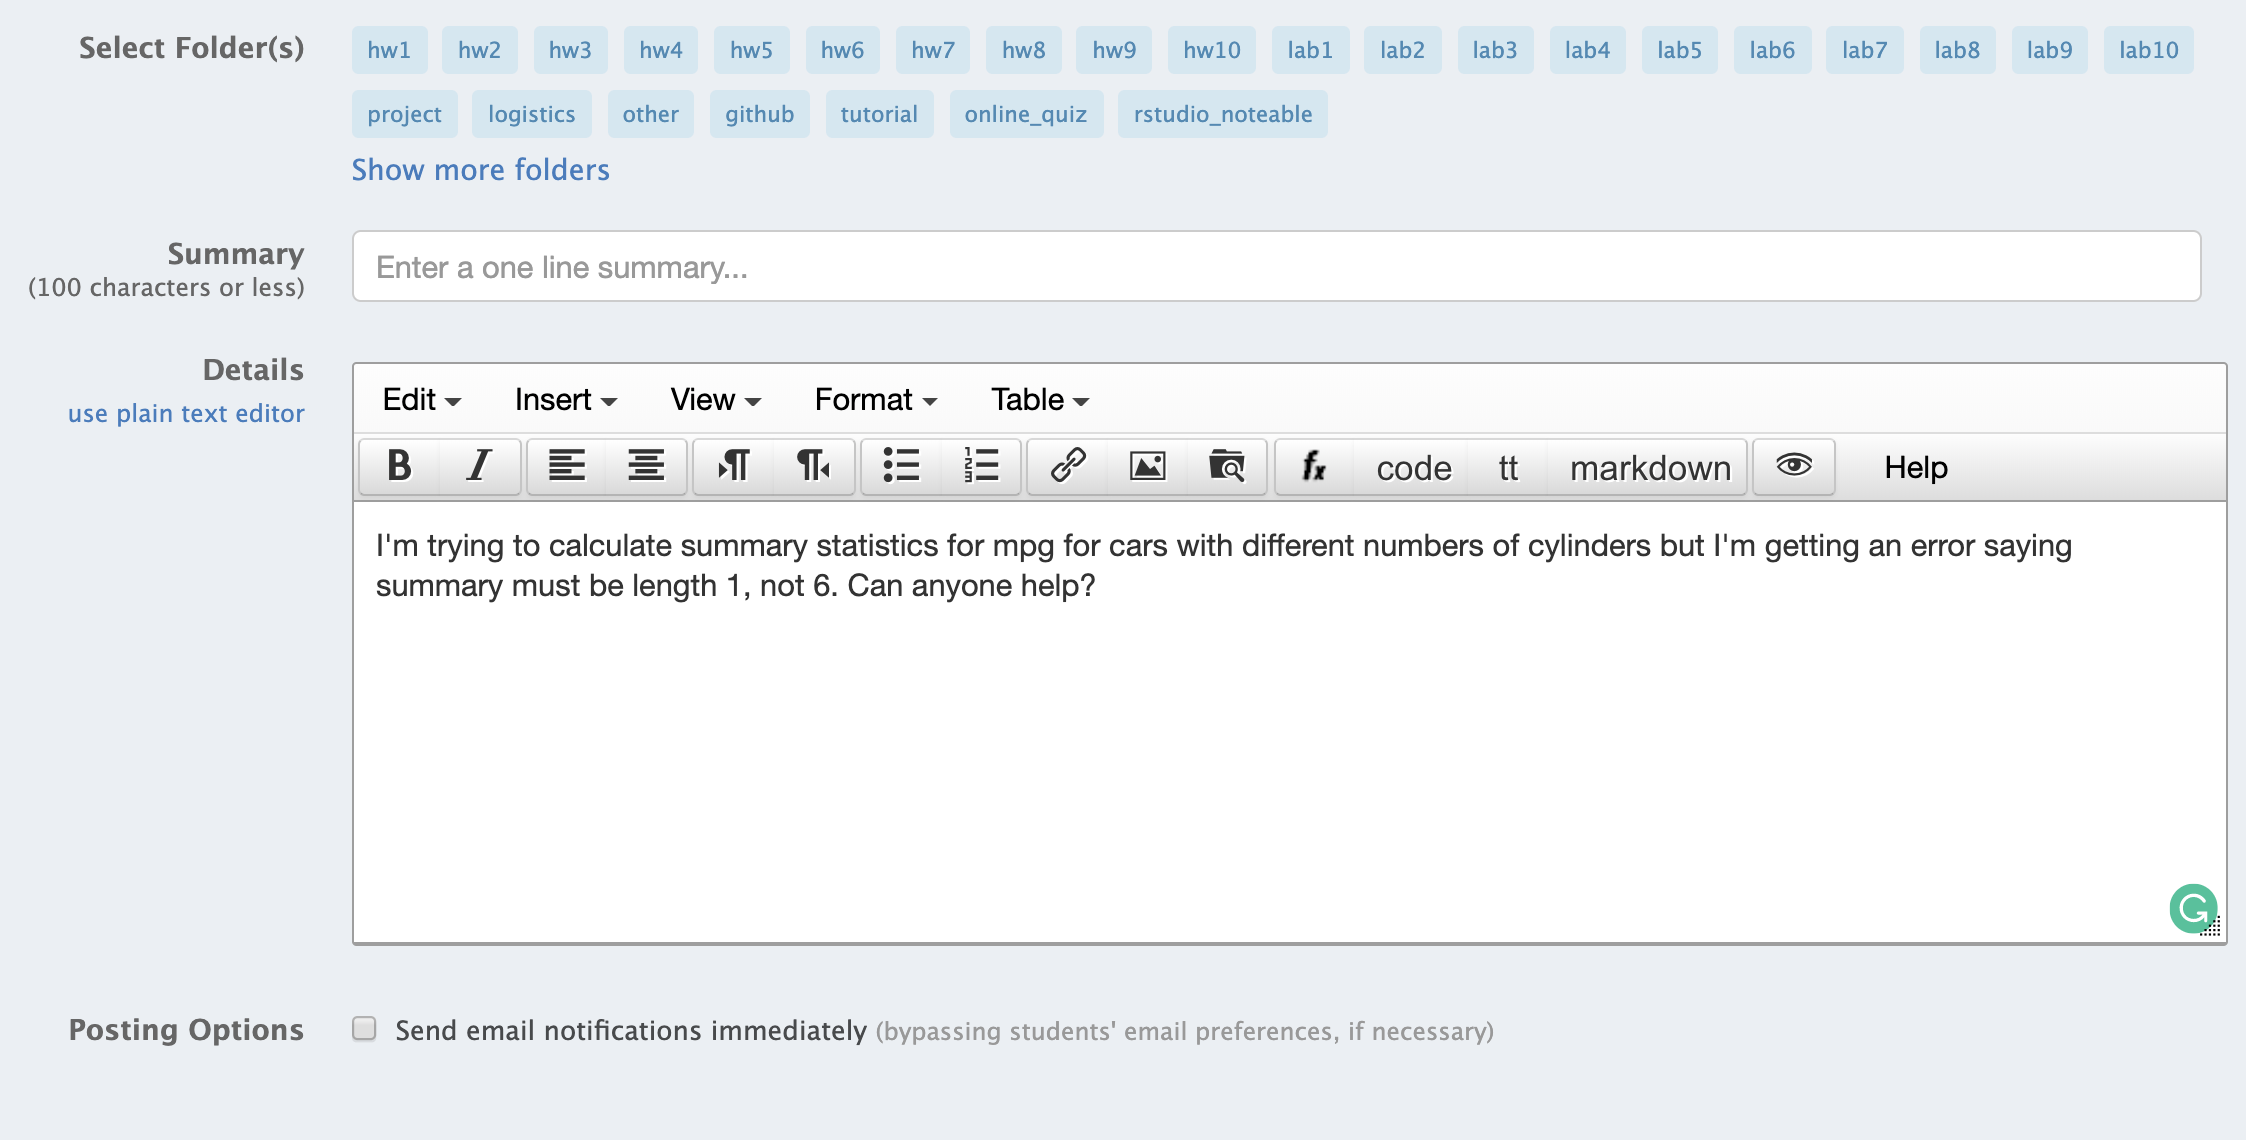 Select Folder(s) hw1 hw2 hw3 hw4 hw5 hw6 hw7 hw8 hw9 hw10 lab1 lab2 lab3 lab4 lab5 lab6 lab7 lab8 lab9 lab10
project logistics other github tutorial online_quiz rstudio_noteable
Show more folders
Summary
(100 characters or less)
Enter a one line summary...
Details
use plain text editor
Edit Insert View Format Table
B I fx code tt markdown Help
I'm trying to calculate summary statistics for mpg for cars with different numbers of cylinders but I'm getting an error saying
summary must be length 1, not 6. Can anyone help?
G
Posting Options Send email notifications immediately (bypassing students' email preferences, if necessary)